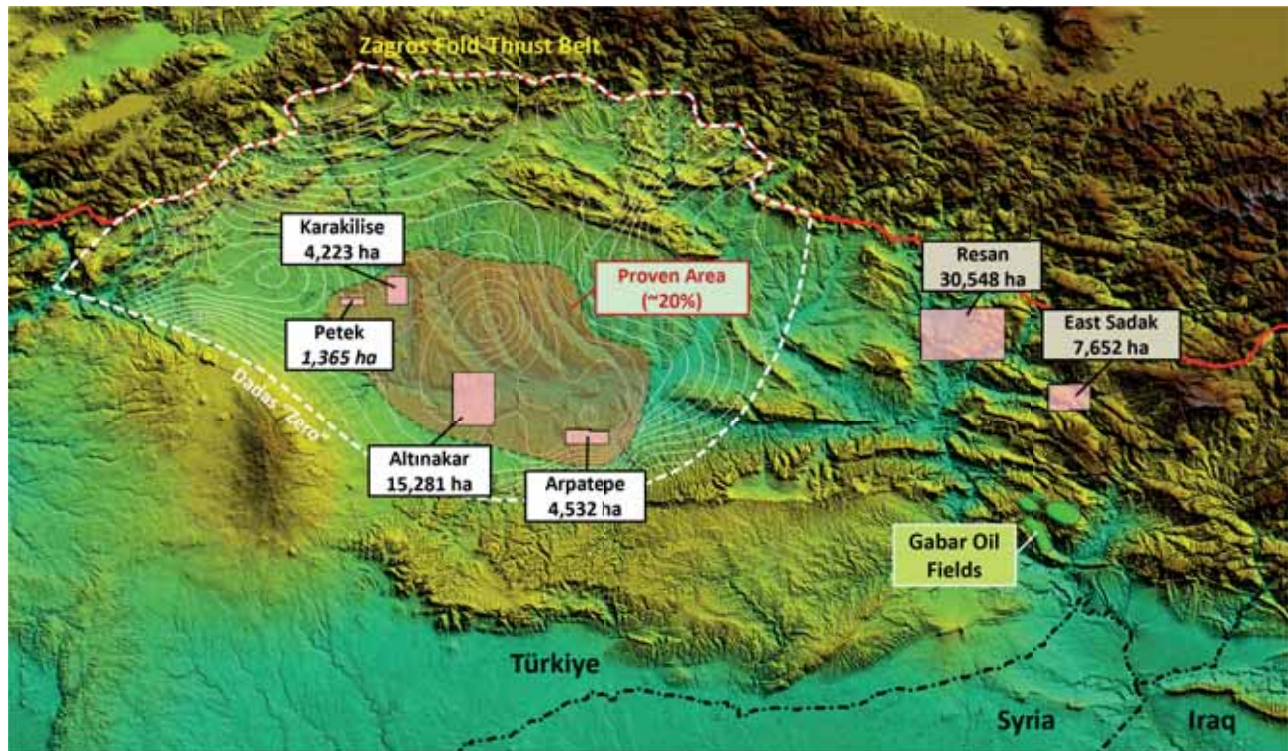 Zagros Fold-Thrust Belt
Karakilise
4,223 ha
Petek
1,365 ha
Proven Area
(~20%)
Resan
30,548 ha
East Sadak
7,652 ha
Dadas "Zero"
Altınakar
15,281 ha
Arpatepe
4,532 ha
Gabar Oil
Fields
Türkiye
Syria
Iraq